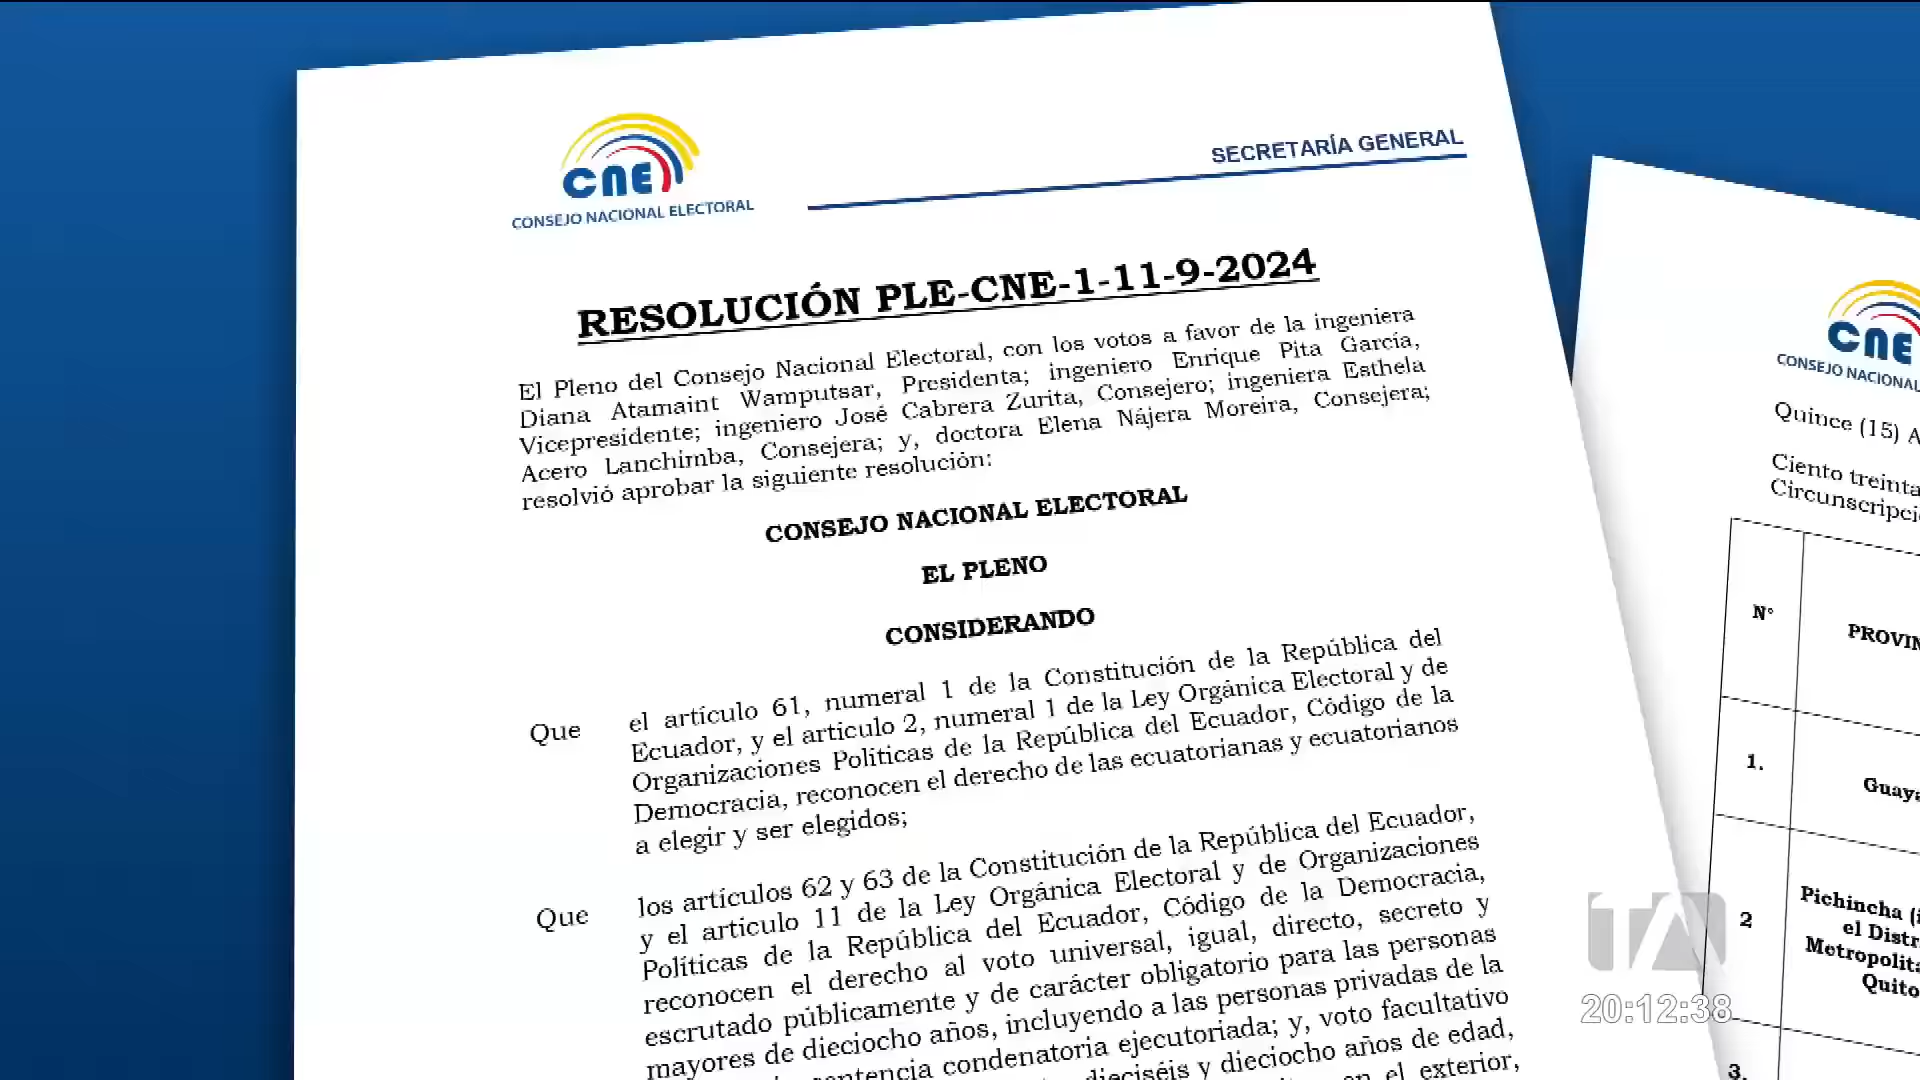 CNE
CONSEJO NACIONAL ELECTORAL
SECRETARÍA GENERAL
RESOLUCIÓN PLE-CNE-1-11-9-2024
El Pleno del Consejo Nacional Electoral, con los votos a favor de la ingeniera
Diana Atamaint Wamputsar, Presidenta; ingeniero Enrique Pita García,
Vicepresidente; ingeniero José Cabrera Zurita, Consejero; ingeniera Esthela
Acero Lanchimba, Consejera; y, doctora Elena Nájera Moreira, Consejera;
resolvió aprobar la siguiente resolución:
CONSEJO NACIONAL ELECTORAL
EL PLENO
CONSIDERANDO
Que el artículo 61, numeral 1 de la Constitución de la República del
Ecuador, y el artículo 2, numeral 1 de la Ley Orgánica Electoral y de
Organizaciones Políticas de la República del Ecuador, Código de la
Democracia, reconocen el derecho de las ecuatorianas y ecuatorianos
a elegir y ser elegidos;
Que los artículos 62 y 63 de la Constitución de la República del Ecuador,
y el artículo 11 de la Ley Orgánica Electoral y de Organizaciones
Políticas de la República del Ecuador, Código de la Democracia,
reconocen el derecho al voto universal, igual, directo, secreto y
escrutado públicamente y de carácter obligatorio para las personas
mayores de dieciocho años, incluyendo a las personas privadas de la
condenatoria ejecutoriada; y, voto facultativo
dieciséis y dieciocho años de edad,
en el exterior,
CNE
CONSEJO NACIONAL
Quince (15) A
Ciento treinta
Circunscripci
N°
PROVIN
1.
Guaya
2
Pichincha (i
el Distr
Metropolita
Quito
3.
TA
20:12:38